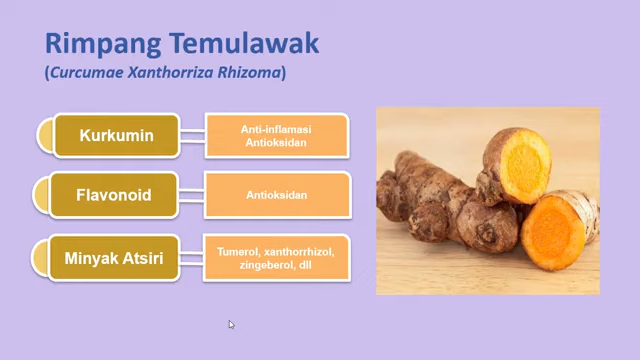 Rimpang Temulawak
(Curcumae Xanthorriza Rhizoma)
Kurkumin
Anti-inflamasi
Antioksidan
Flavonoid
Antioksidan
Minyak Atsiri
Tumerol, xanthorrhizol,
zingeberol, dll